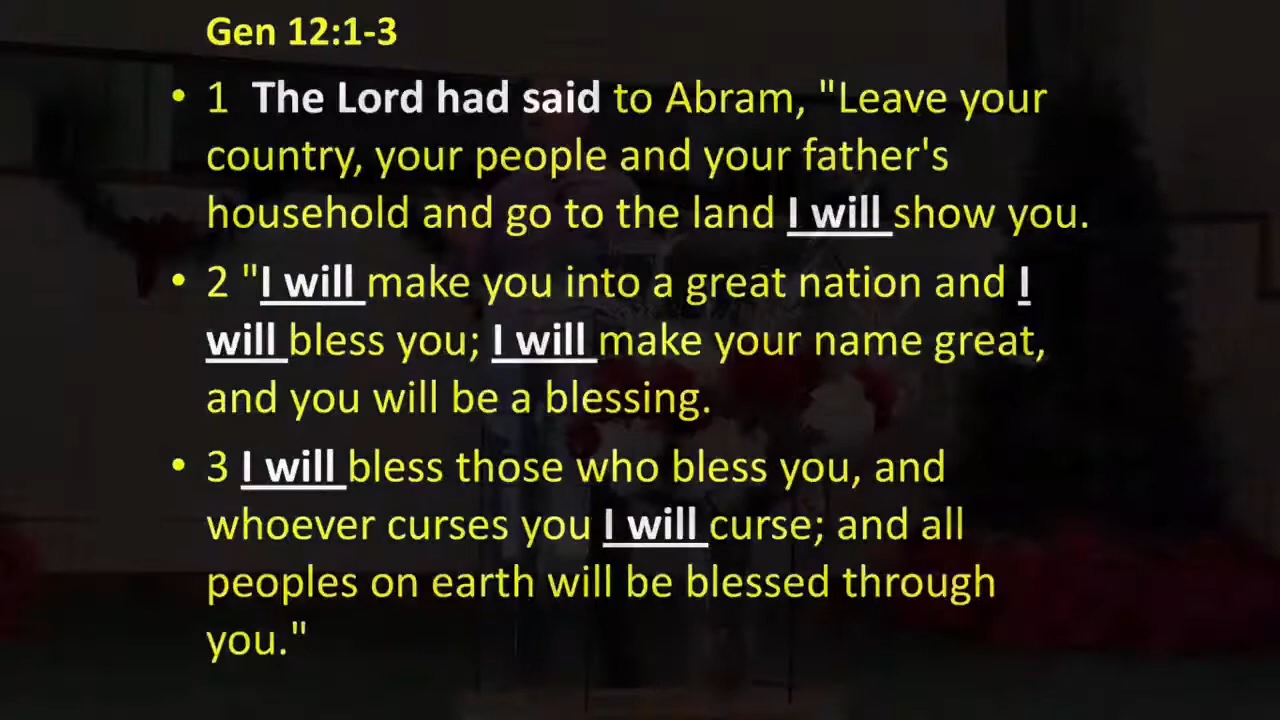 Gen 12:1-3
• 1 The Lord had said to Abram, "Leave your
country, your people and your father's
household and go to the land I will show you.
• 2 "I will make you into a great nation and I
will bless you; I will make your name great,
and you will be a blessing.
• 3 I will bless those who bless you, and
whoever curses you I will curse; and all
peoples on earth will be blessed through
you."